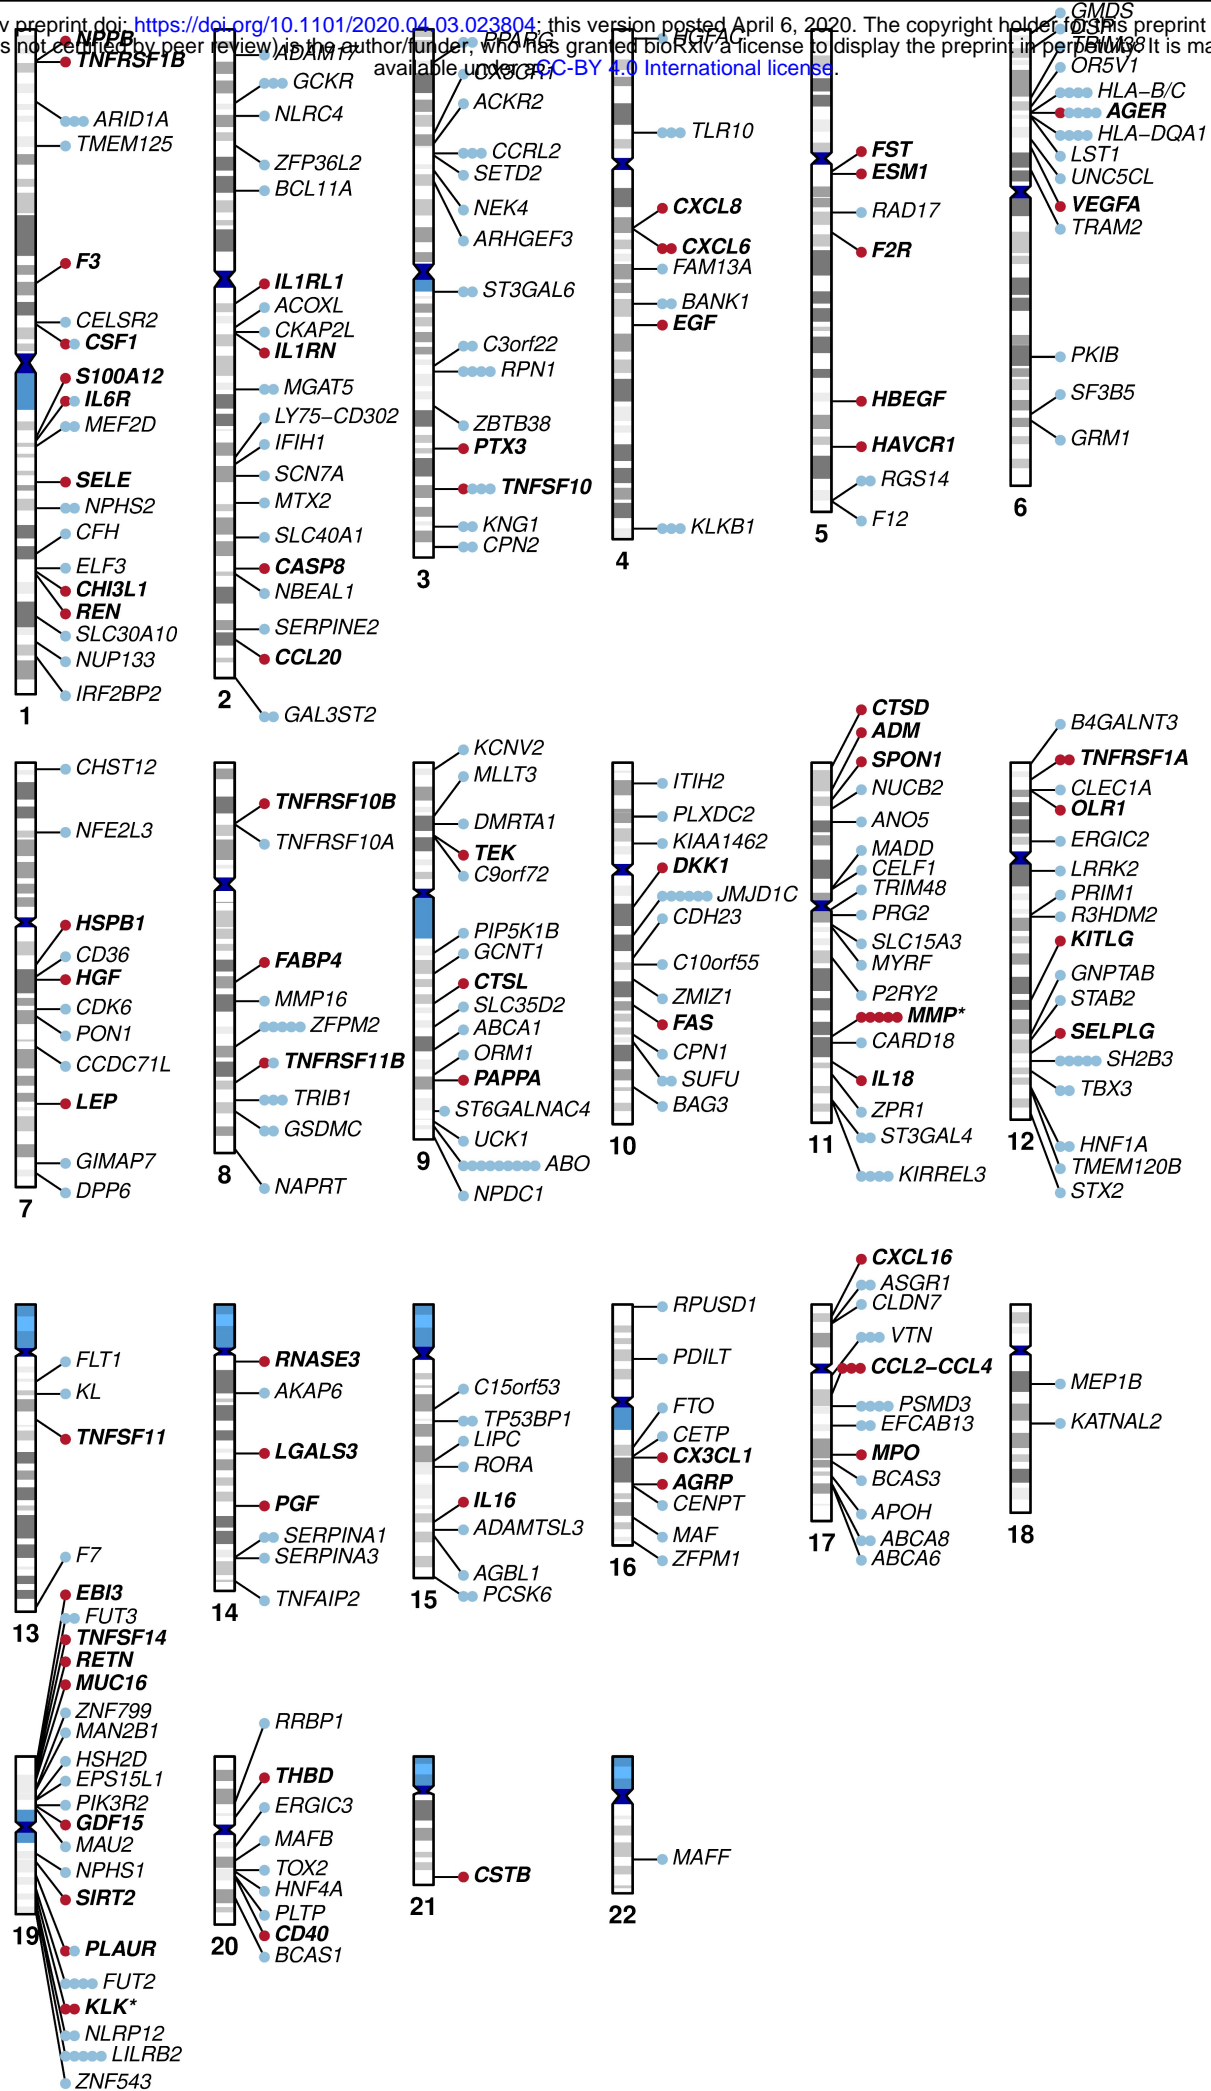 v preprint doi: https://doi.org/10.1101/2020.04.03.023804; this version posted April 6, 2020. The copyright holder for this preprint
s not certified by peer review) is the author/funder, who has granted bioRxiv a license to display the preprint in perpetuity. It is ma
available under aCC-BY 4.0 International license.
NPPB
TNFRSF1B
ARID1A
TMEM125
F3
CELSR2
CSF1
S100A12
IL6R
MEF2D
SELE
NPHS2
CFH
ELF3
CHI3L1
REN
SLC30A10
NUP133
IRF2BP2
1
ADAM17
GCKR
NLRC4
ZFP36L2
BCL11A
IL1RL1
ACOXL
CKAP2L
IL1RN
MGAT5
LY75−CD302
IFIH1
SCN7A
MTX2
SLC40A1
CASP8
NBEAL1
SERPINE2
CCL20
GAL3ST2
2
PPARG
CX3CR1
ACKR2
CCRL2
SETD2
NEK4
ARHGEF3
ST3GAL6
C3orf22
RPN1
ZBTB38
PTX3
TNFSF10
KNG1
CPN2
3
HGFAC
TLR10
CXCL8
CXCL6
FAM13A
BANK1
EGF
KLKB1
4
FST
ESM1
RAD17
F2R
HBEGF
HAVCR1
RGS14
F12
5
GMDS
DSP
TRIM38
OR5V1
HLA−B/C
AGER
HLA−DQA1
LST1
UNC5CL
VEGFA
TRAM2
PKIB
SF3B5
GRM1
6
CHST12
NFE2L3
HSPB1
CD36
HGF
CDK6
PON1
CCDC71L
LEP
GIMAP7
DPP6
7
TNFRSF10B
TNFRSF10A
FABP4
MMP16
ZFPM2
TNFRSF11B
TRIB1
GSDMC
NAPRT
8
KCNV2
MLLT3
DMRTA1
TEK
C9orf72
PIP5K1B
GCNT1
CTSL
SLC35D2
ABCA1
ORM1
PAPPA
ST6GALNAC4
UCK1
ABO
NPDC1
9
ITIH2
PLXDC2
KIAA1462
DKK1
JMJD1C
CDH23
C10orf55
ZMIZ1
FAS
CPN1
SUFU
BAG3
10
CTSD
ADM
SPON1
NUCB2
ANO5
MADD
CELF1
TRIM48
PRG2
SLC15A3
MYRF
P2RY2
MMP*
CARD18
IL18
ZPR1
ST3GAL4
KIRREL3
11
B4GALNT3
TNFRSF1A
CLEC1A
OLR1
ERGIC2
LRRK2
PRIM1
R3HDM2
KITLG
GNPTAB
STAB2
SELPLG
SH2B3
TBX3
HNF1A
TMEM120B
STX2
12
FLT1
KL
TNFSF11
F7
13
RNASE3
AKAP6
LGALS3
PGF
SERPINA1
SERPINA3
TNFAIP2
14
C15orf53
TP53BP1
LIPC
RORA
IL16
ADAMTSL3
AGBL1
PCSK6
15
RPUSD1
PDILT
FTO
CETP
CX3CL1
AGRP
CENPT
MAF
ZFPM1
16
CXCL16
ASGR1
CLDN7
VTN
CCL2−CCL4
PSMD3
EFCAB13
MPO
BCAS3
APOH
ABCA8
ABCA6
17
MEP1B
KATNAL2
18
EBI3
FUT3
TNFSF14
RETN
MUC16
ZNF799
MAN2B1
HSH2D
EPS15L1
PIK3R2
GDF15
MAU2
NPHS1
SIRT2
PLAUR
FUT2
KLK*
NLRP12
LILRB2
ZNF543
19
RRBP1
THBD
ERGIC3
MAFB
TOX2
HNF4A
PLTP
CD40
BCAS1
20
CSTB
21
MAFF
22